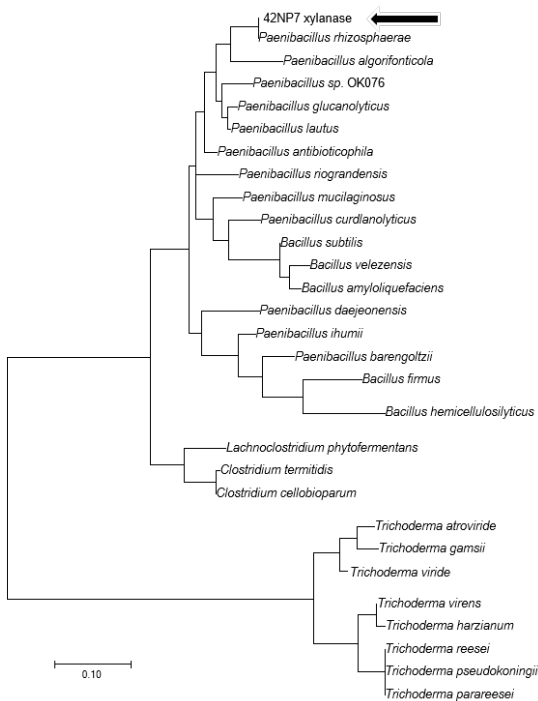 42NP7 xylanase
Paenibacillus rhizosphaerae
Paenibacillus algorifonticola
Paenibacillus sp. OK076
Paenibacillus glucanolyticus
Paenibacillus lautus
Paenibacillus antibioticophila
Paenibacillus riograndensis
Paenibacillus mucilaginosus
Paenibacillus curdlanolyticus
Bacillus subtilis
Bacillus velezensis
Bacillus amyloliquefaciens
Paenibacillus daejeonensis
Paenibacillus ihumii
Paenibacillus barengoltzii
Bacillus firmus
Bacillus hemicellulosilyticus
Lachnoclostridium phytofermentans
Clostridium termitidis
Clostridium cellobioparum
Trichoderma atroviride
Trichoderma gamsii
Trichoderma viride
Trichoderma virens
Trichoderma harzianum
Trichoderma reesei
Trichoderma pseudokoningii
Trichoderma parareesei
0.10